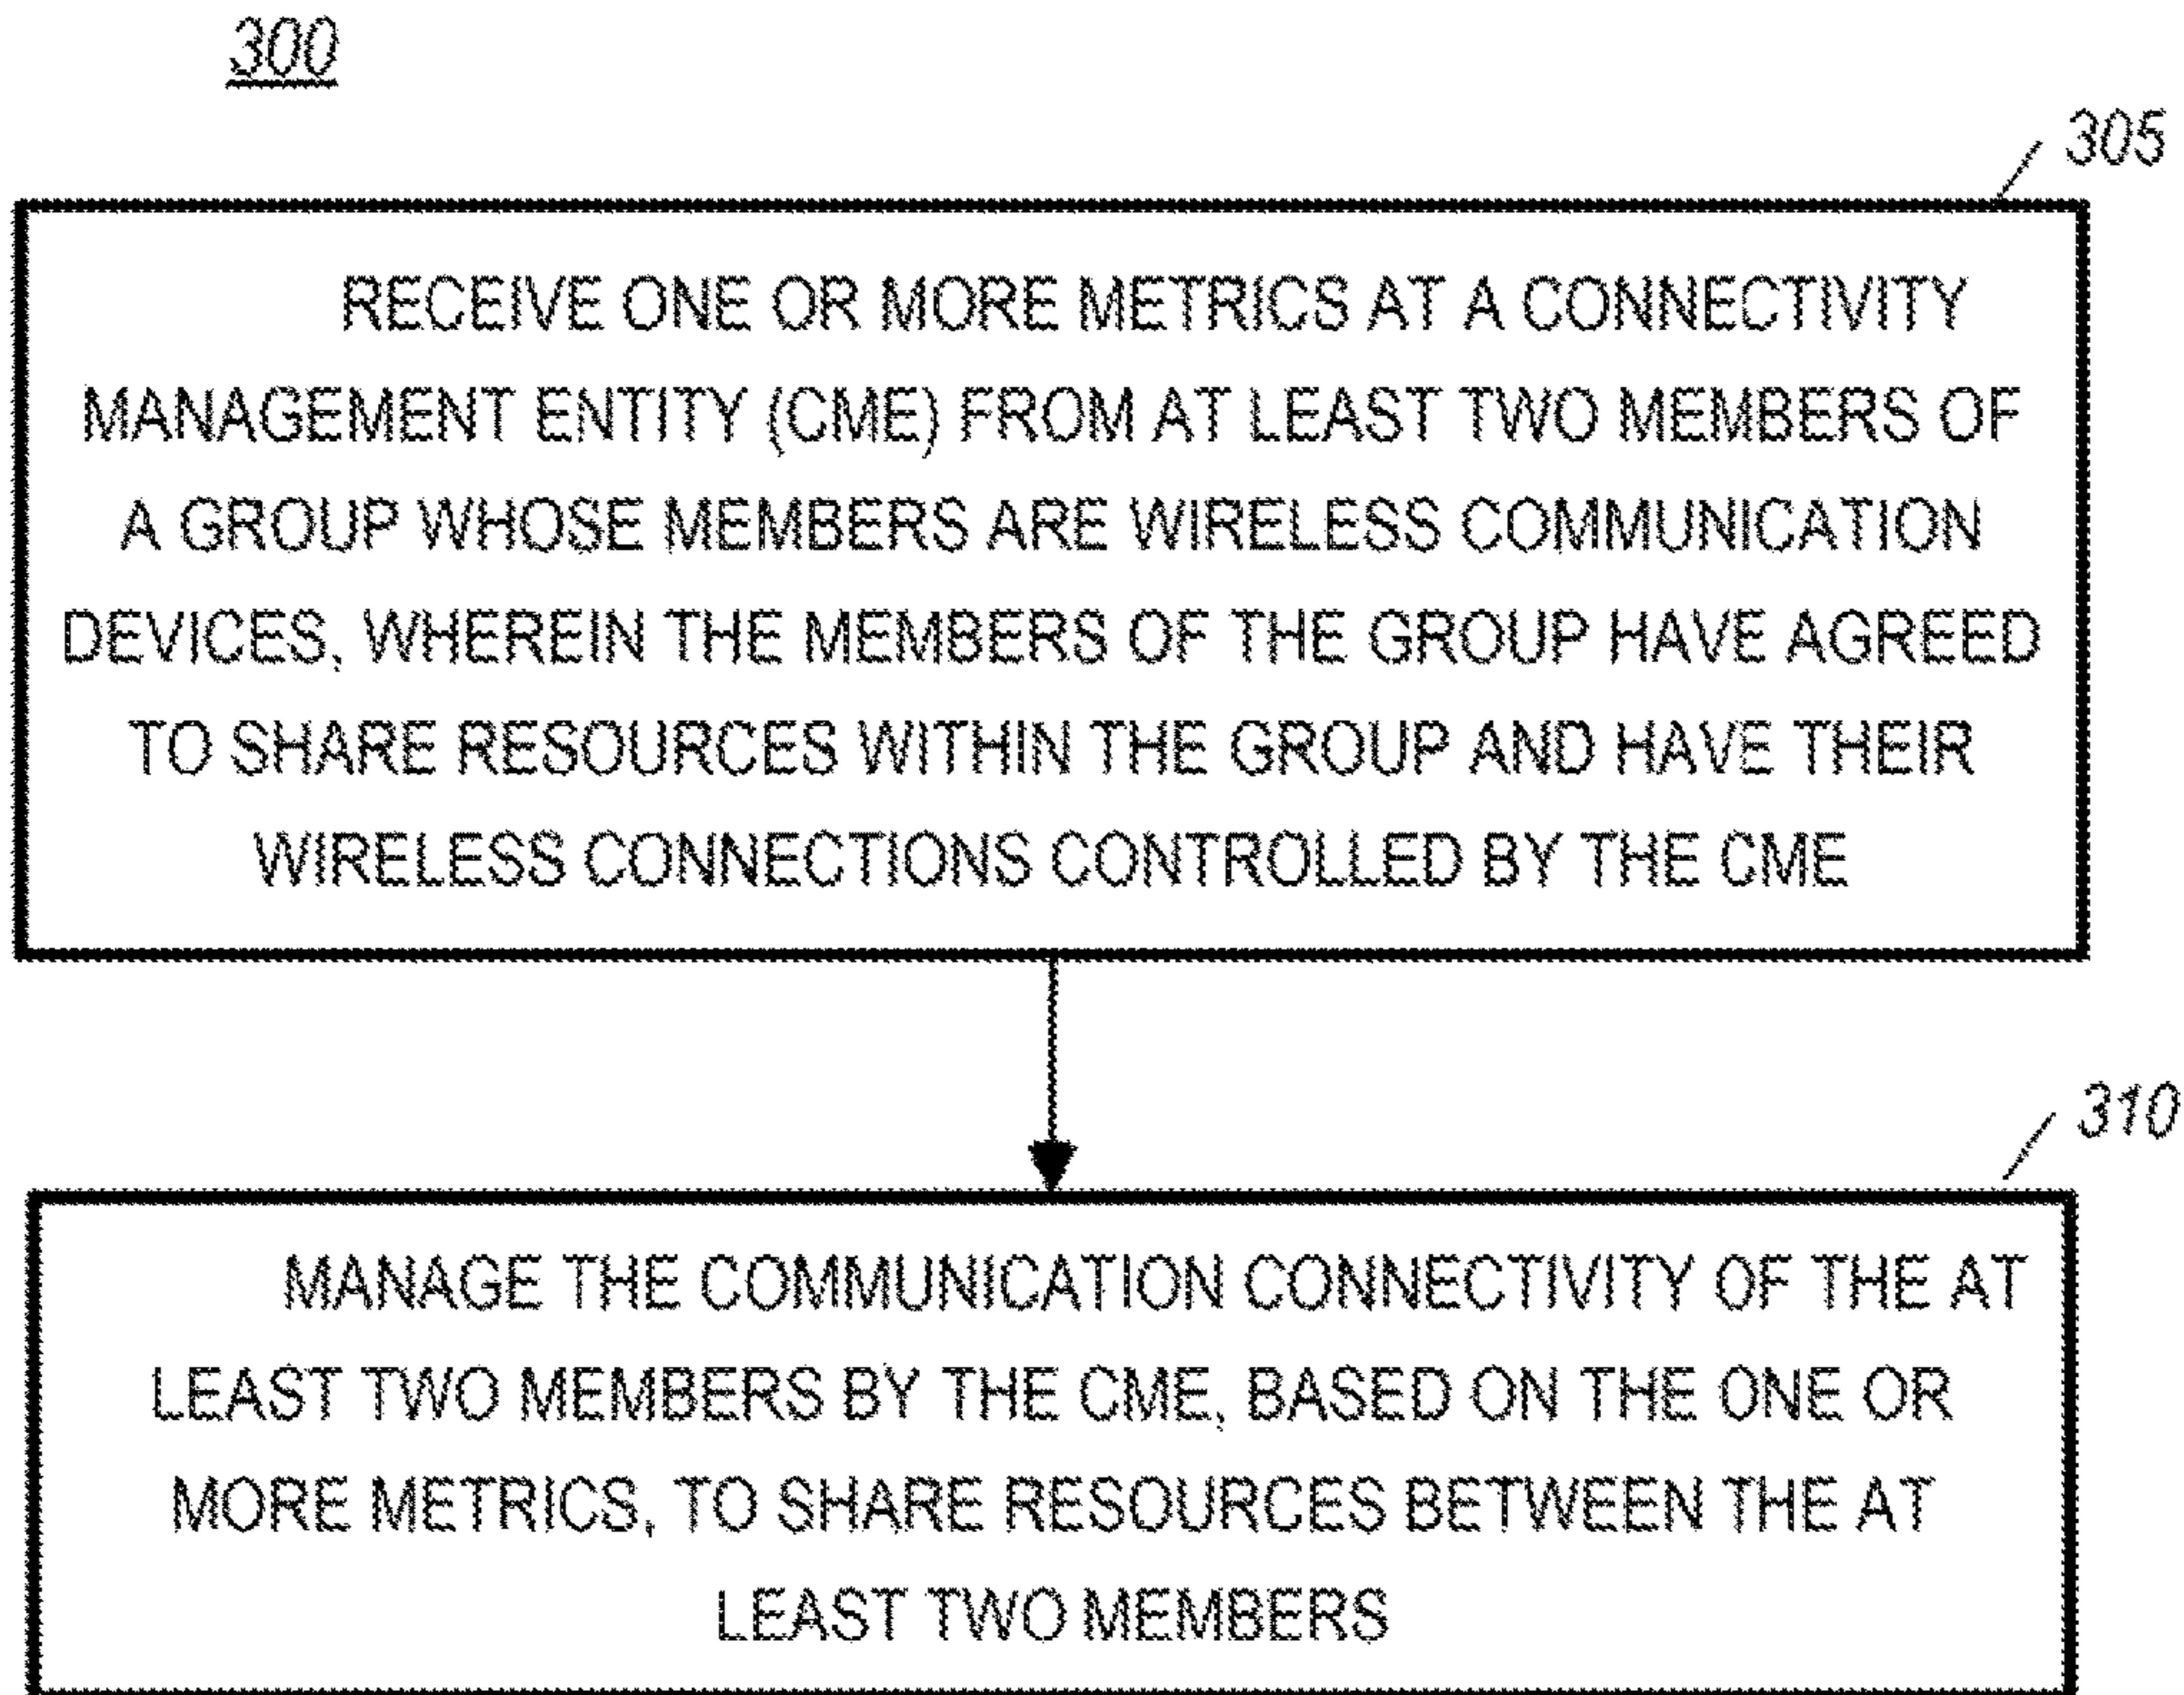 300
305
RECEIVE ONE OR MORE METRICS AT A CONNECTIVITY
MANAGEMENT ENTITY (CME) FROM AT LEAST TWO MEMBERS OF
A GROUP WHOSE MEMBERS ARE WIRELESS COMMUNICATION
DEVICES, WHEREIN THE MEMBERS OF THE GROUP HAVE AGREED
TO SHARE RESOURCES WITHIN THE GROUP AND HAVE THEIR
WIRELESS CONNECTIONS CONTROLLED BY THE CME
310
MANAGE THE COMMUNICATION CONNECTIVITY OF THE AT
LEAST TWO MEMBERS BY THE CME, BASED ON THE ONE OR
MORE METRICS, TO SHARE RESOURCES BETWEEN THE AT
LEAST TWO MEMBERS